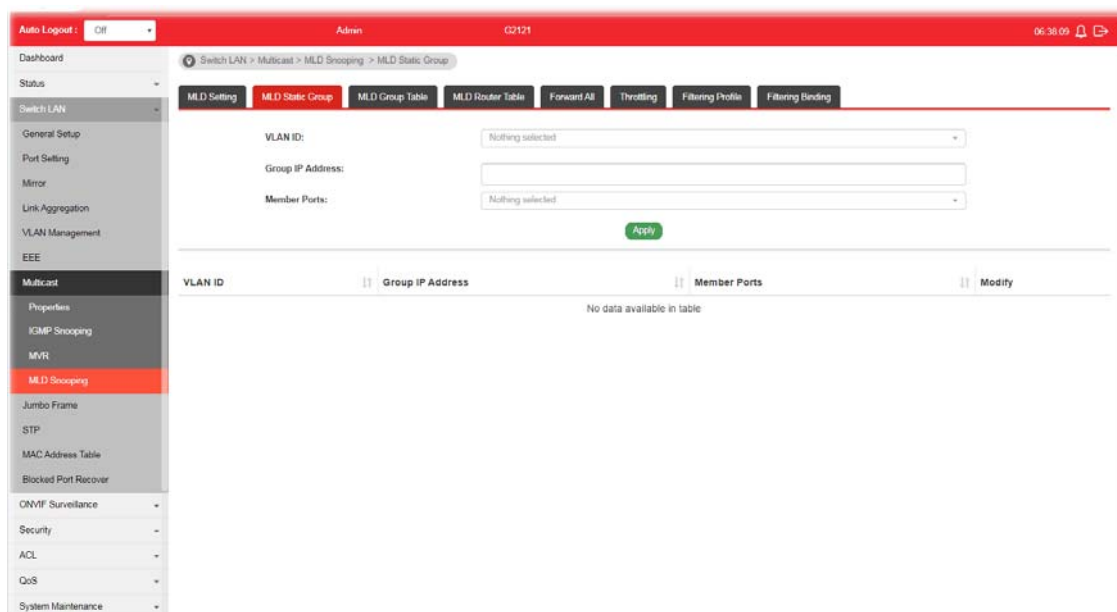 Auto Logout : Off Admin G2121 06:38:09
Dashboard
Status
Switch LAN
General Setup
Port Setting
Mirror
Link Aggregation
VLAN Management
EEE
Multicast
Properties
IGMP Snooping
MVR
MLD Snooping
Jumbo Frame
STP
MAC Address Table
Blocked Port Recover
ONVIF Surveillance
Security
ACL
QoS
System Maintenance
Switch LAN > Multicast > MLD Snooping > MLD Static Group
MLD Setting MLD Static Group MLD Group Table MLD Router Table Forward All Throttling Filtering Profile Filtering Binding
VLAN ID: Nothing selected
Group IP Address:
Member Ports: Nothing selected
Apply
VLAN ID Group IP Address Member Ports Modify
No data available in table